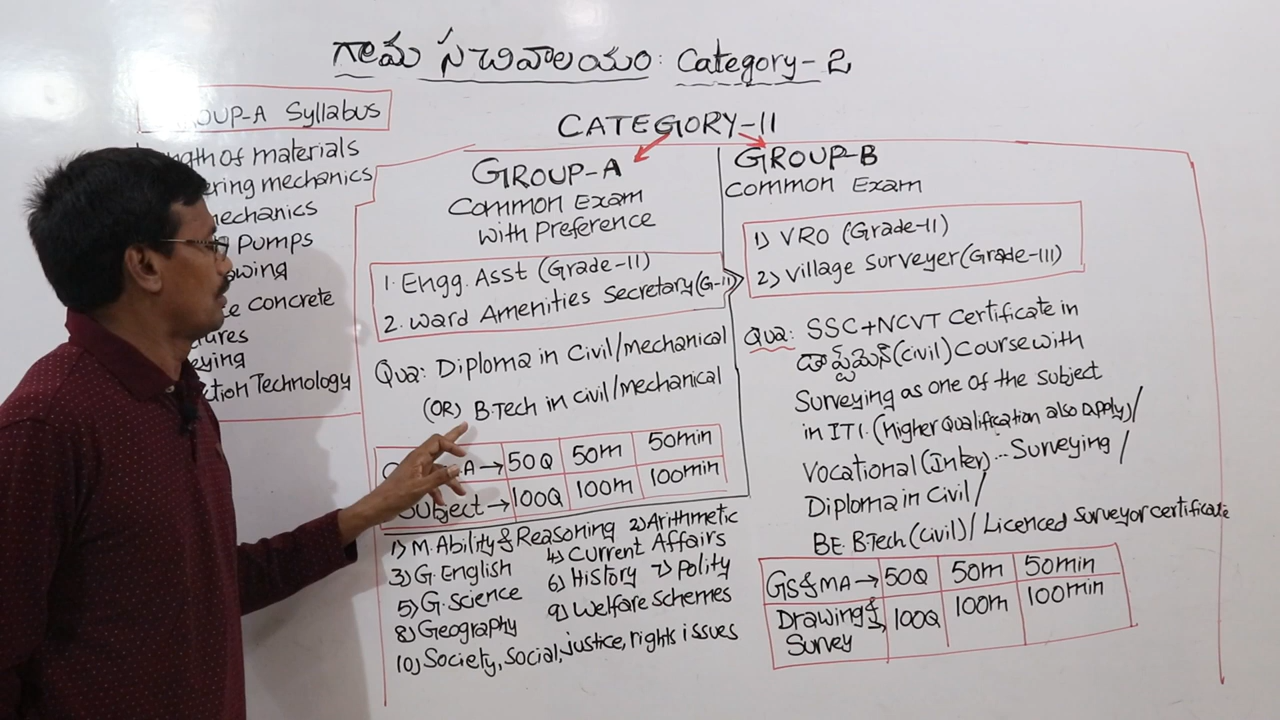 గ్రామ సచివాలయం: Category-2
GROUP-A Syllabus
ngth of materials
ering mechanics
mechanics
Pumps
awing
concrete
tures
eying
ction Technology
CATEGORY-II
GROUP-A
Common Exam
with Preference
1. Engg. Asst (Grade-II)
2. Ward Amenities Secretary (G-II)
Qua: Diploma in Civil/mechanical
(OR) B.Tech in civil/mechanical
A→ 50Q 50m 50min
Subject→ 100Q 100m 100min
1) M.Ability & Reasoning 2) Arithmetic
3) G.English 4) Current Affairs
5) G.Science 6) History 7) Polity
8) Geography 9) Welfare Schemes
10) Society, Social, justice, rights issues
GROUP-B
Common Exam
1) VRO (Grade-II)
2) Village Surveyor (Grade-III)
Qua: SSC+NCVT Certificate in
డ్రాఫ్ట్స్‌మెన్ (civil) Course with
Surveying as one of the subject
in ITI. (Higher Qualification also apply)/
Vocational (Inter)... Surveying /
Diploma in Civil/
BE. B.Tech (Civil)/ Licenced Surveyor certificate
GS&MA→ 50Q 50m 50min
Drawing & Survey→ 100Q 100m 100min